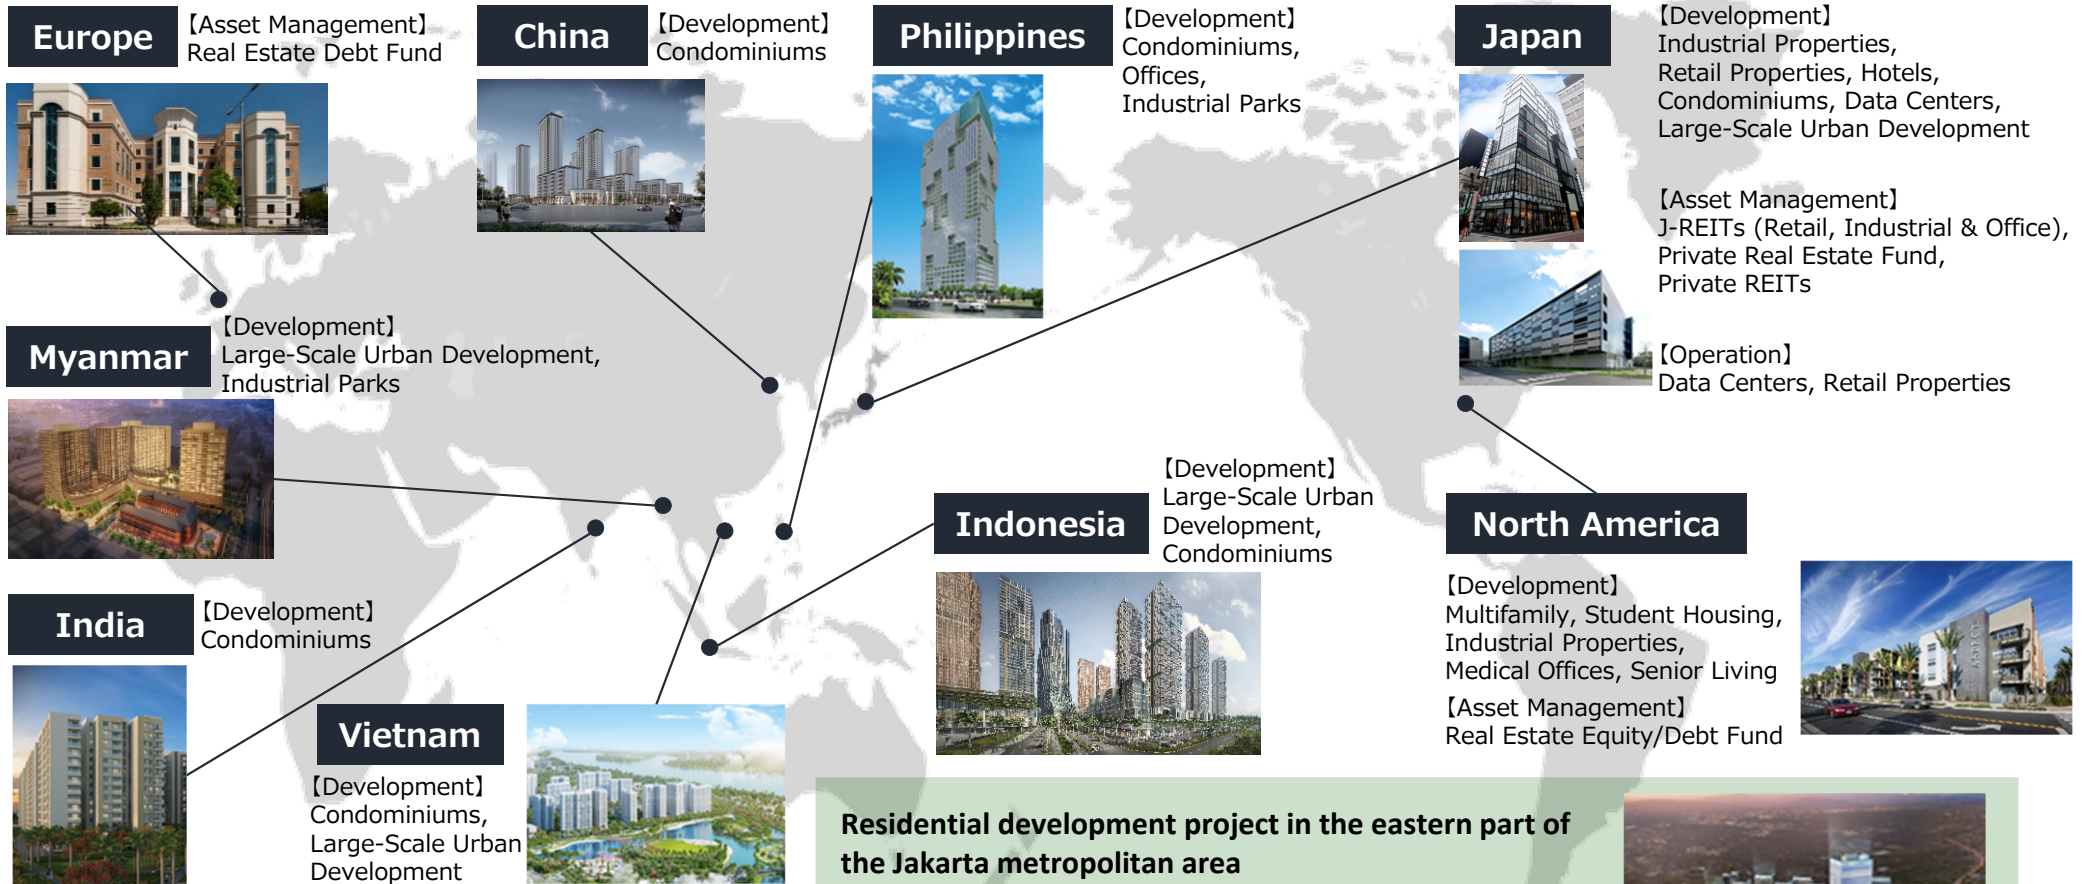 Europe
【Asset Management】
Real Estate Debt Fund
China
【Development】
Condominiums
Philippines
【Development】
Condominiums,
Offices,
Industrial Parks
Japan
【Development】
Industrial Properties,
Retail Properties, Hotels,
Condominiums, Data Centers,
Large-Scale Urban Development
【Asset Management】
J-REITs (Retail, Industrial & Office),
Private Real Estate Fund,
Private REITs
【Operation】
Data Centers, Retail Properties
Myanmar
【Development】
Large-Scale Urban Development,
Industrial Parks
Indonesia
【Development】
Large-Scale Urban
Development,
Condominiums
North America
【Development】
Multifamily, Student Housing,
Industrial Properties,
Medical Offices, Senior Living
【Asset Management】
Real Estate Equity/Debt Fund
India
【Development】
Condominiums
Vietnam
【Development】
Condominiums,
Large-Scale Urban
Development
Residential development project in the eastern part of
the Jakarta metropolitan area